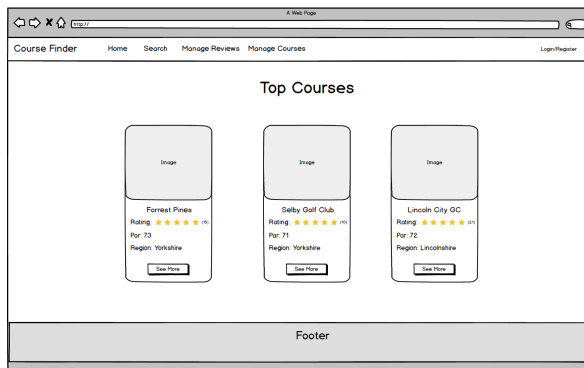 A Web Page
http://
Course Finder Home Search Manage Reviews Manage Courses Login/Register
Top Courses
Image
Forrest Pines
Rating: (15)
Par: 73
Region: Yorkshire
See More
Image
Selby Golf Club
Rating: (10)
Par: 71
Region: Yorkshire
See More
Image
Lincoln City GC
Rating:
Par: 72
Region: Lincolnshire
See More
Footer